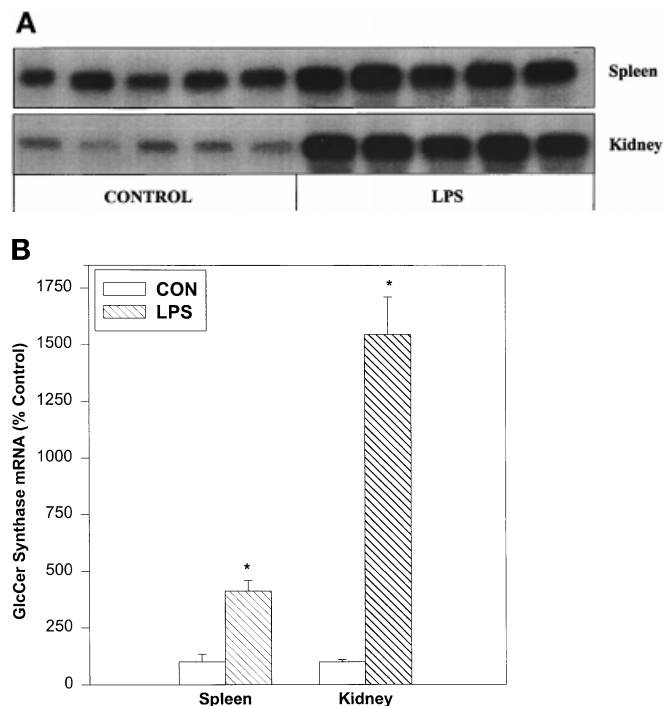 A
Spleen
Kidney
CONTROL
LPS
B
GlcCer Synthase mRNA (% Control)
1750
1500
1250
1000
750
500
250
0
CON
LPS
*
*
Spleen
Kidney